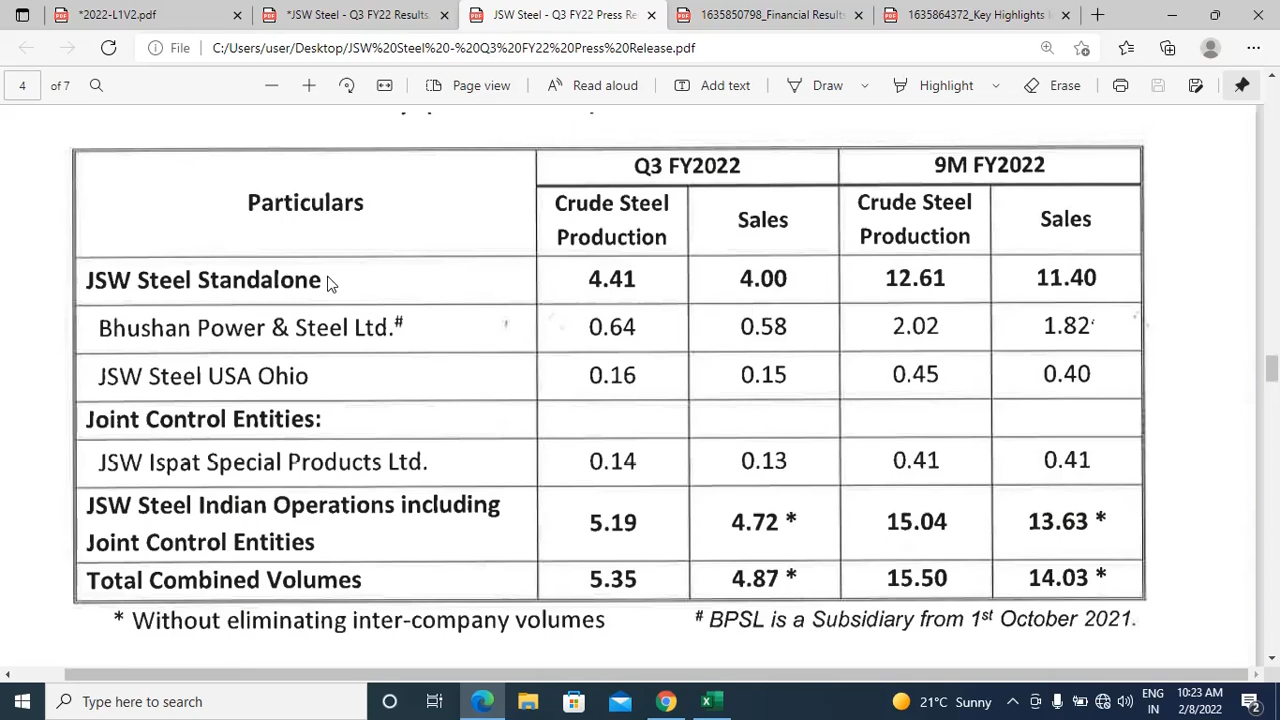 *2022-L1V2.pdf
*JSW Steel - Q3 FY22 Results.
JSW Steel - Q3 FY22 Press Re
1635850798_Financial Results
1635864372_Key Highlights
File C:/Users/user/Desktop/JSW%20Steel%20-%20Q3%20FY22%20Press%20Release.pdf
4 of 7 Page view Read aloud Add text Draw Highlight Erase
Particulars Q3 FY2022 9M FY2022
Crude Steel Production Sales Crude Steel Production Sales
JSW Steel Standalone 4.41 4.00 12.61 11.40
Bhushan Power & Steel Ltd.# 0.64 0.58 2.02 1.82
JSW Steel USA Ohio 0.16 0.15 0.45 0.40
Joint Control Entities:
JSW Ispat Special Products Ltd. 0.14 0.13 0.41 0.41
JSW Steel Indian Operations including
Joint Control Entities 5.19 4.72 * 15.04 13.63 *
Total Combined Volumes 5.35 4.87 * 15.50 14.03 *
* Without eliminating inter-company volumes # BPSL is a Subsidiary from 1st October 2021.
Type here to search 21°C Sunny ENG 10:23 AM
IN 2/8/2022 2